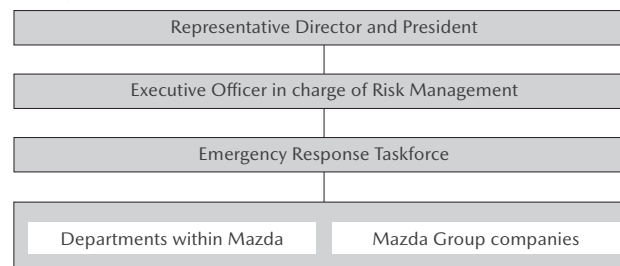 Representative Director and President
Executive Officer in charge of Risk Management
Emergency Response Taskforce
Departments within Mazda
Mazda Group companies